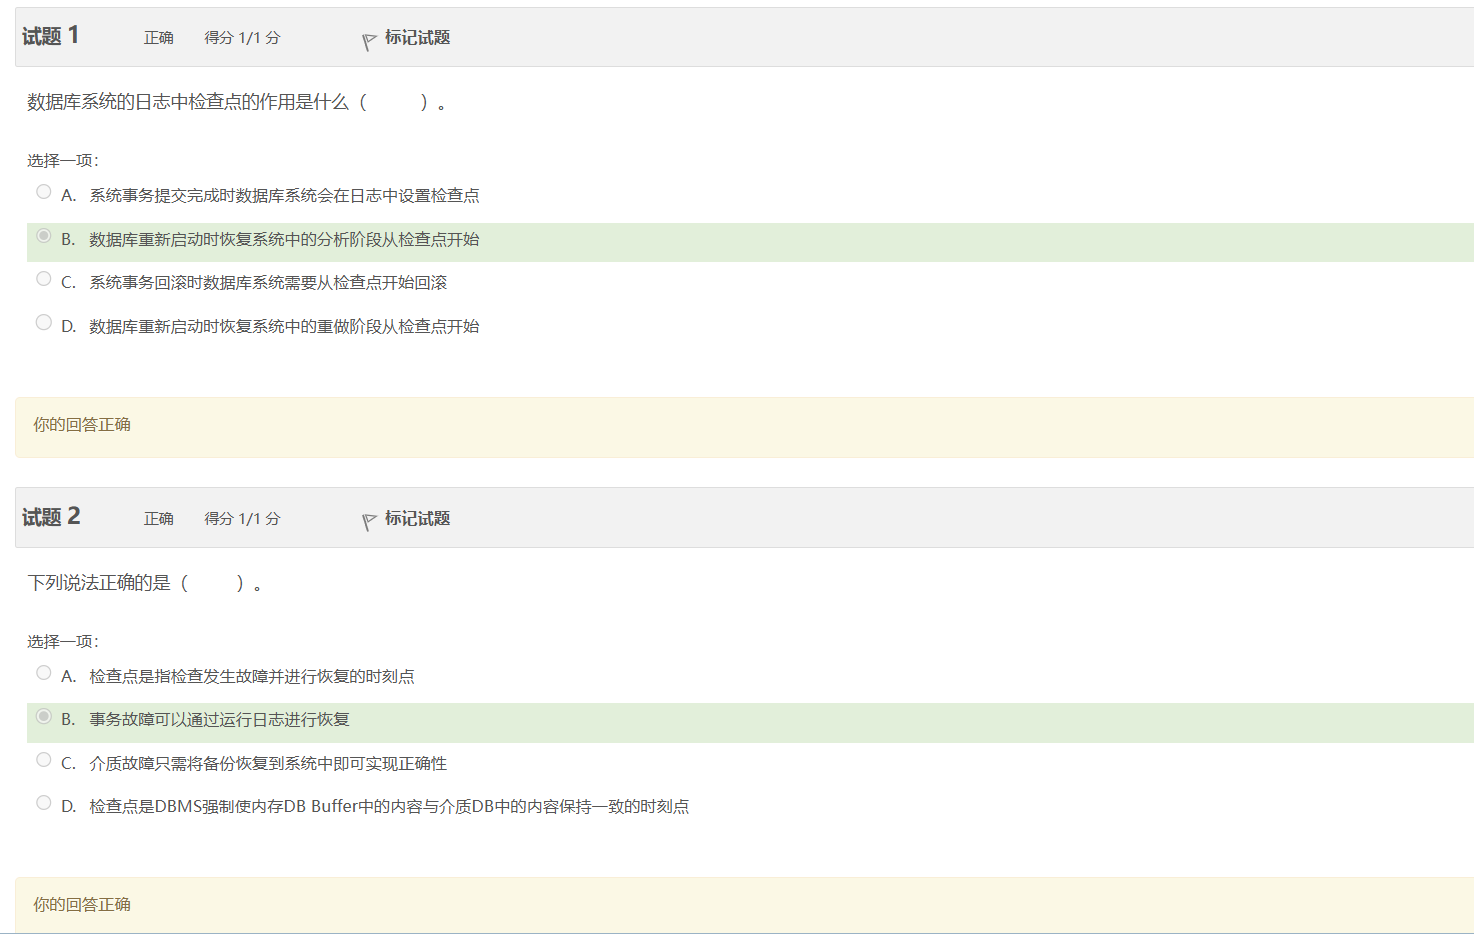 试题 1 正确 得分 1/1 分 标记试题
数据库系统的日志中检查点的作用是什么（ ）。
选择一项：
A. 系统事务提交完成时数据库系统会在日志中设置检查点
B. 数据库重新启动时恢复系统中的分析阶段从检查点开始
C. 系统事务回滚时数据库系统需要从检查点开始回滚
D. 数据库重新启动时恢复系统中的重做阶段从检查点开始
你的回答正确
试题 2 正确 得分 1/1 分 标记试题
下列说法正确的是（ ）。
选择一项：
A. 检查点是指检查发生故障并进行恢复的时刻点
B. 事务故障可以通过运行日志进行恢复
C. 介质故障只需将备份恢复到系统中即可实现正确性
D. 检查点是DBMS强制使内存DB Buffer中的内容与介质DB中的内容保持一致的时刻点
你的回答正确